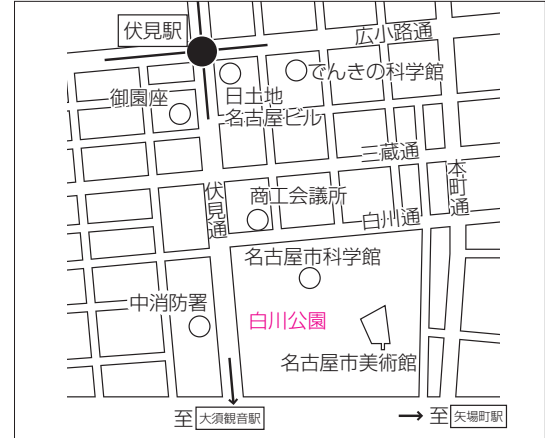 伏見駅
広小路通
でんきの科学館
御園座
日土地
名古屋ビル
三蔵通
本町通
伏見通
商工会議所
白川通
名古屋市科学館
中消防署
白川公園
名古屋市美術館
至 大須観音駅
→ 至 矢場町駅